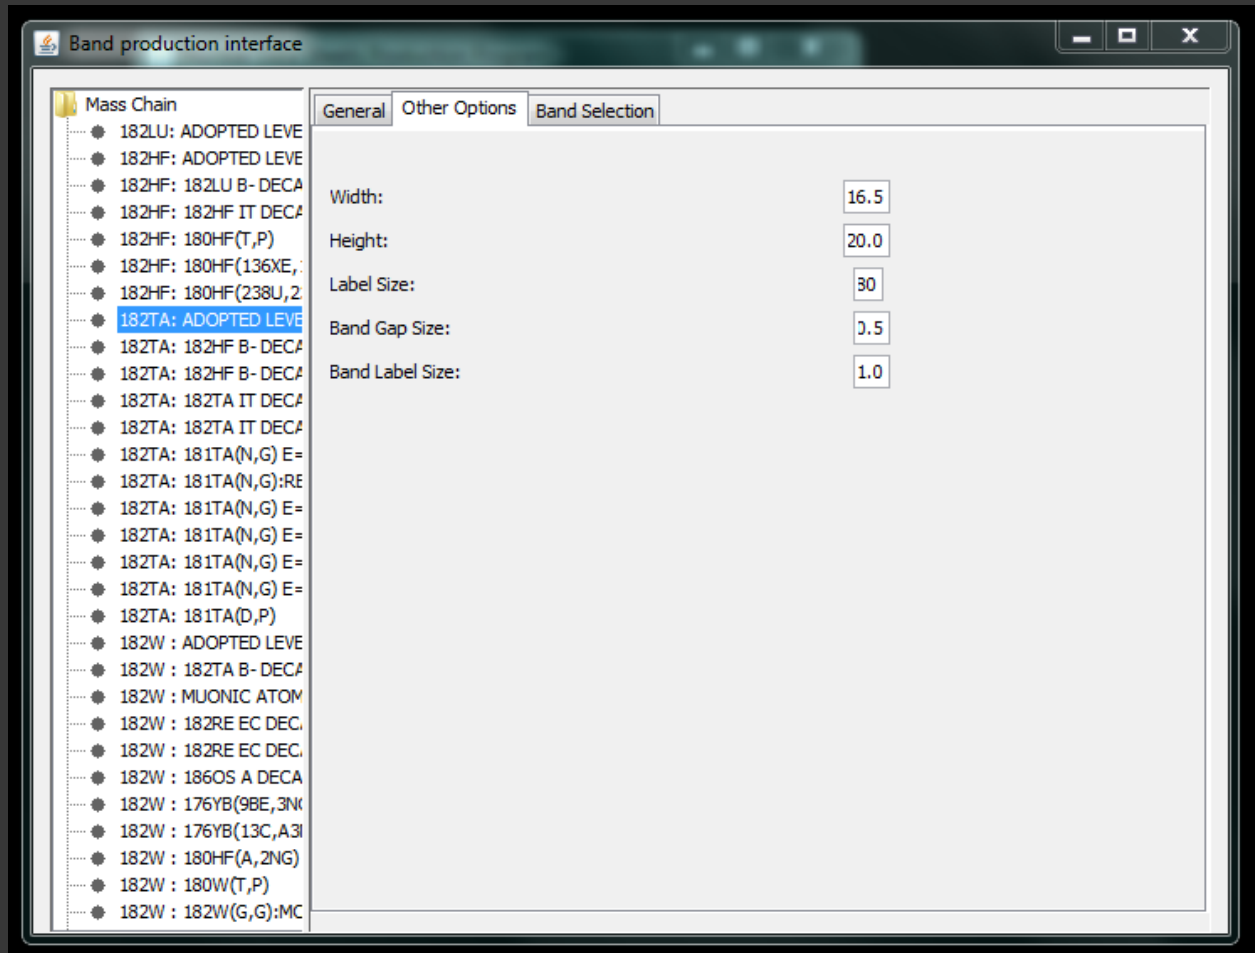 Band production interface
Mass Chain
182LU: ADOPTED LEVE
182HF: ADOPTED LEVE
182HF: 182LU B- DECA
182HF: 182HF IT DECA
182HF: 180HF(T,P)
182HF: 180HF(136XE,
182HF: 180HF(238U,2
182TA: ADOPTED LEVE
182TA: 182HF B- DECA
182TA: 182HF B- DECA
182TA: 182TA IT DECA
182TA: 182TA IT DECA
182TA: 181TA(N,G) E=
182TA: 181TA(N,G):RE
182TA: 181TA(N,G) E=
182TA: 181TA(N,G) E=
182TA: 181TA(N,G) E=
182TA: 181TA(N,G) E=
182TA: 181TA(D,P)
182W : ADOPTED LEVE
182W : 182TA B- DECA
182W : MUONIC ATOM
182W : 182RE EC DEC
182W : 182RE EC DEC
182W : 186OS A DECA
182W : 176YB(9BE,3N
182W : 176YB(13C,A3
182W : 180HF(A,2NG)
182W : 180W(T,P)
182W : 182W(G,G):MC
General Other Options Band Selection
Width: 16.5
Height: 20.0
Label Size: 30
Band Gap Size: 0.5
Band Label Size: 1.0